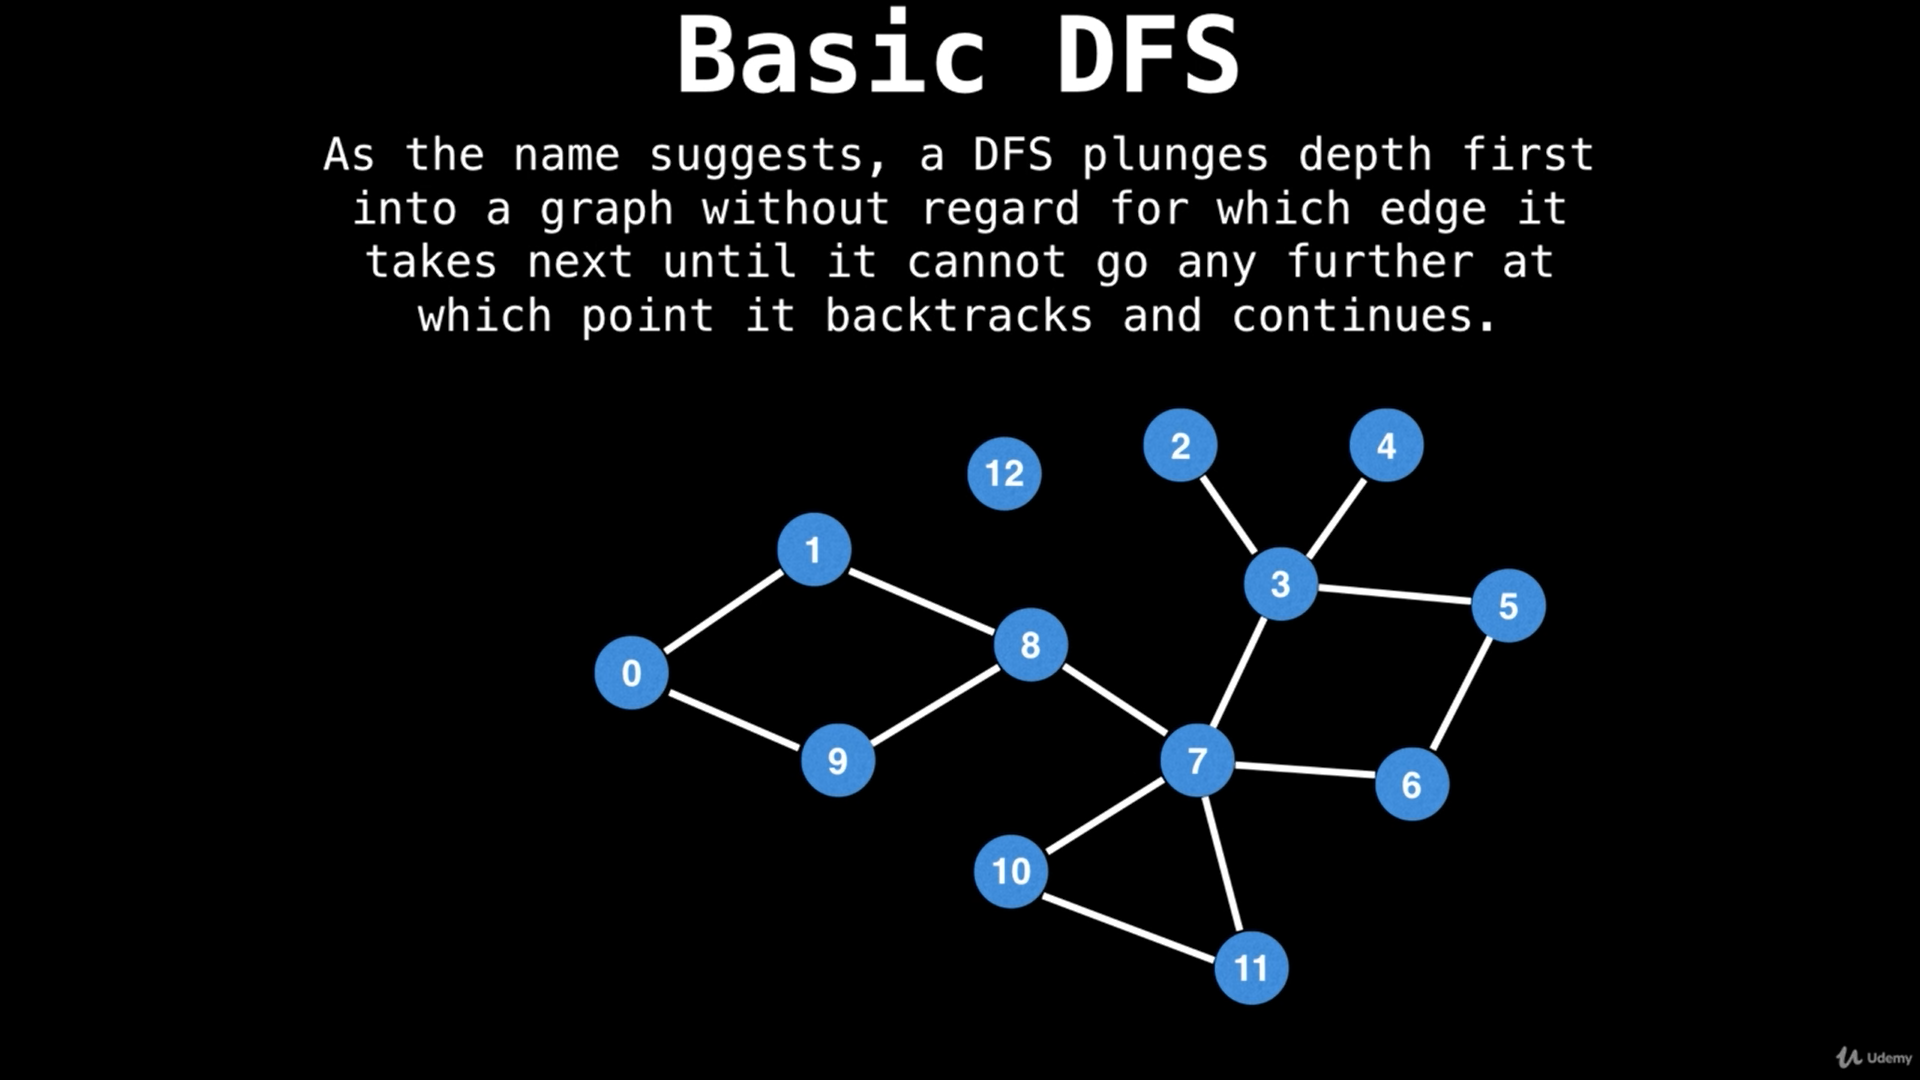 Basic DFS
As the name suggests, a DFS plunges depth first
into a graph without regard for which edge it
takes next until it cannot go any further at
which point it backtracks and continues.
2
4
12
1
3
5
8
0
9
7
6
10
11
Udemy